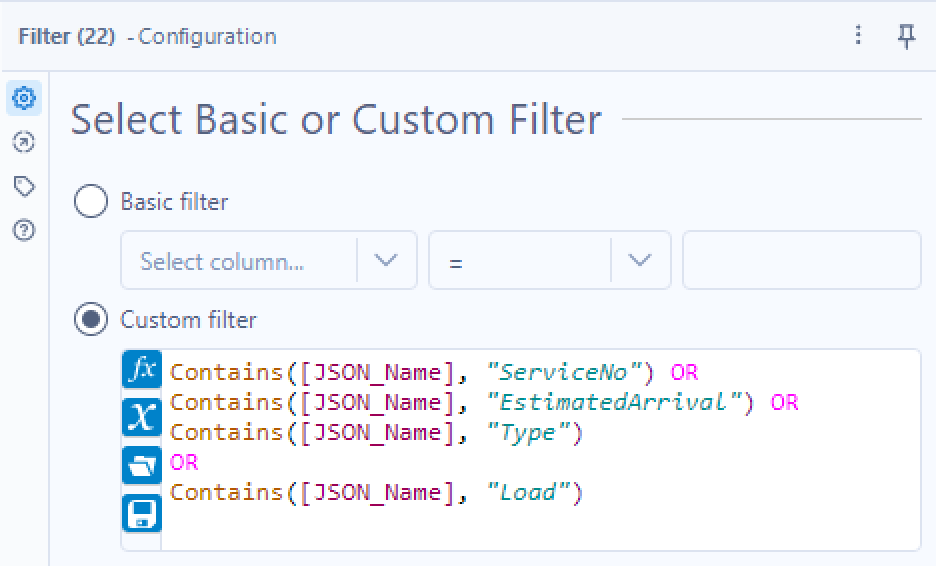 Filter (22) - Configuration
Select Basic or Custom Filter
Basic filter
Select column... =
Custom filter
fx Contains([JSON_Name], "ServiceNo") OR
X Contains([JSON_Name], "EstimatedArrival") OR
Contains([JSON_Name], "Type")
OR
Contains([JSON_Name], "Load")